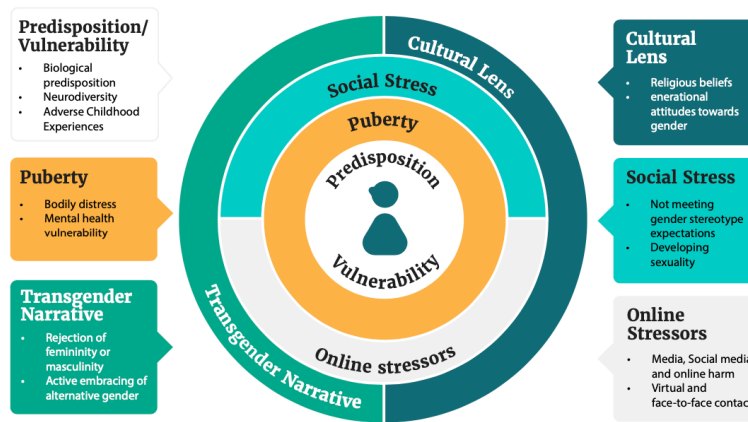 Predisposition/
Vulnerability
• Biological
predisposition
• Neurodiversity
• Adverse Childhood
Experiences
Puberty
• Bodily distress
• Mental health
vulnerability
Transgender
Narrative
• Rejection of
femininity or
masculinity
• Active embracing of
alternative gender
Cultural Lens
Social Stress
Puberty
Predisposition
Vulnerability
Online stressors
Transgender Narrative
Cultural
Lens
• Religious beliefs
• enerational
attitudes towards
gender
Social Stress
• Not meeting
gender stereotype
expectations
• Developing
sexuality
Online
Stressors
• Media, Social media
and online harm
• Virtual and
face-to-face contac